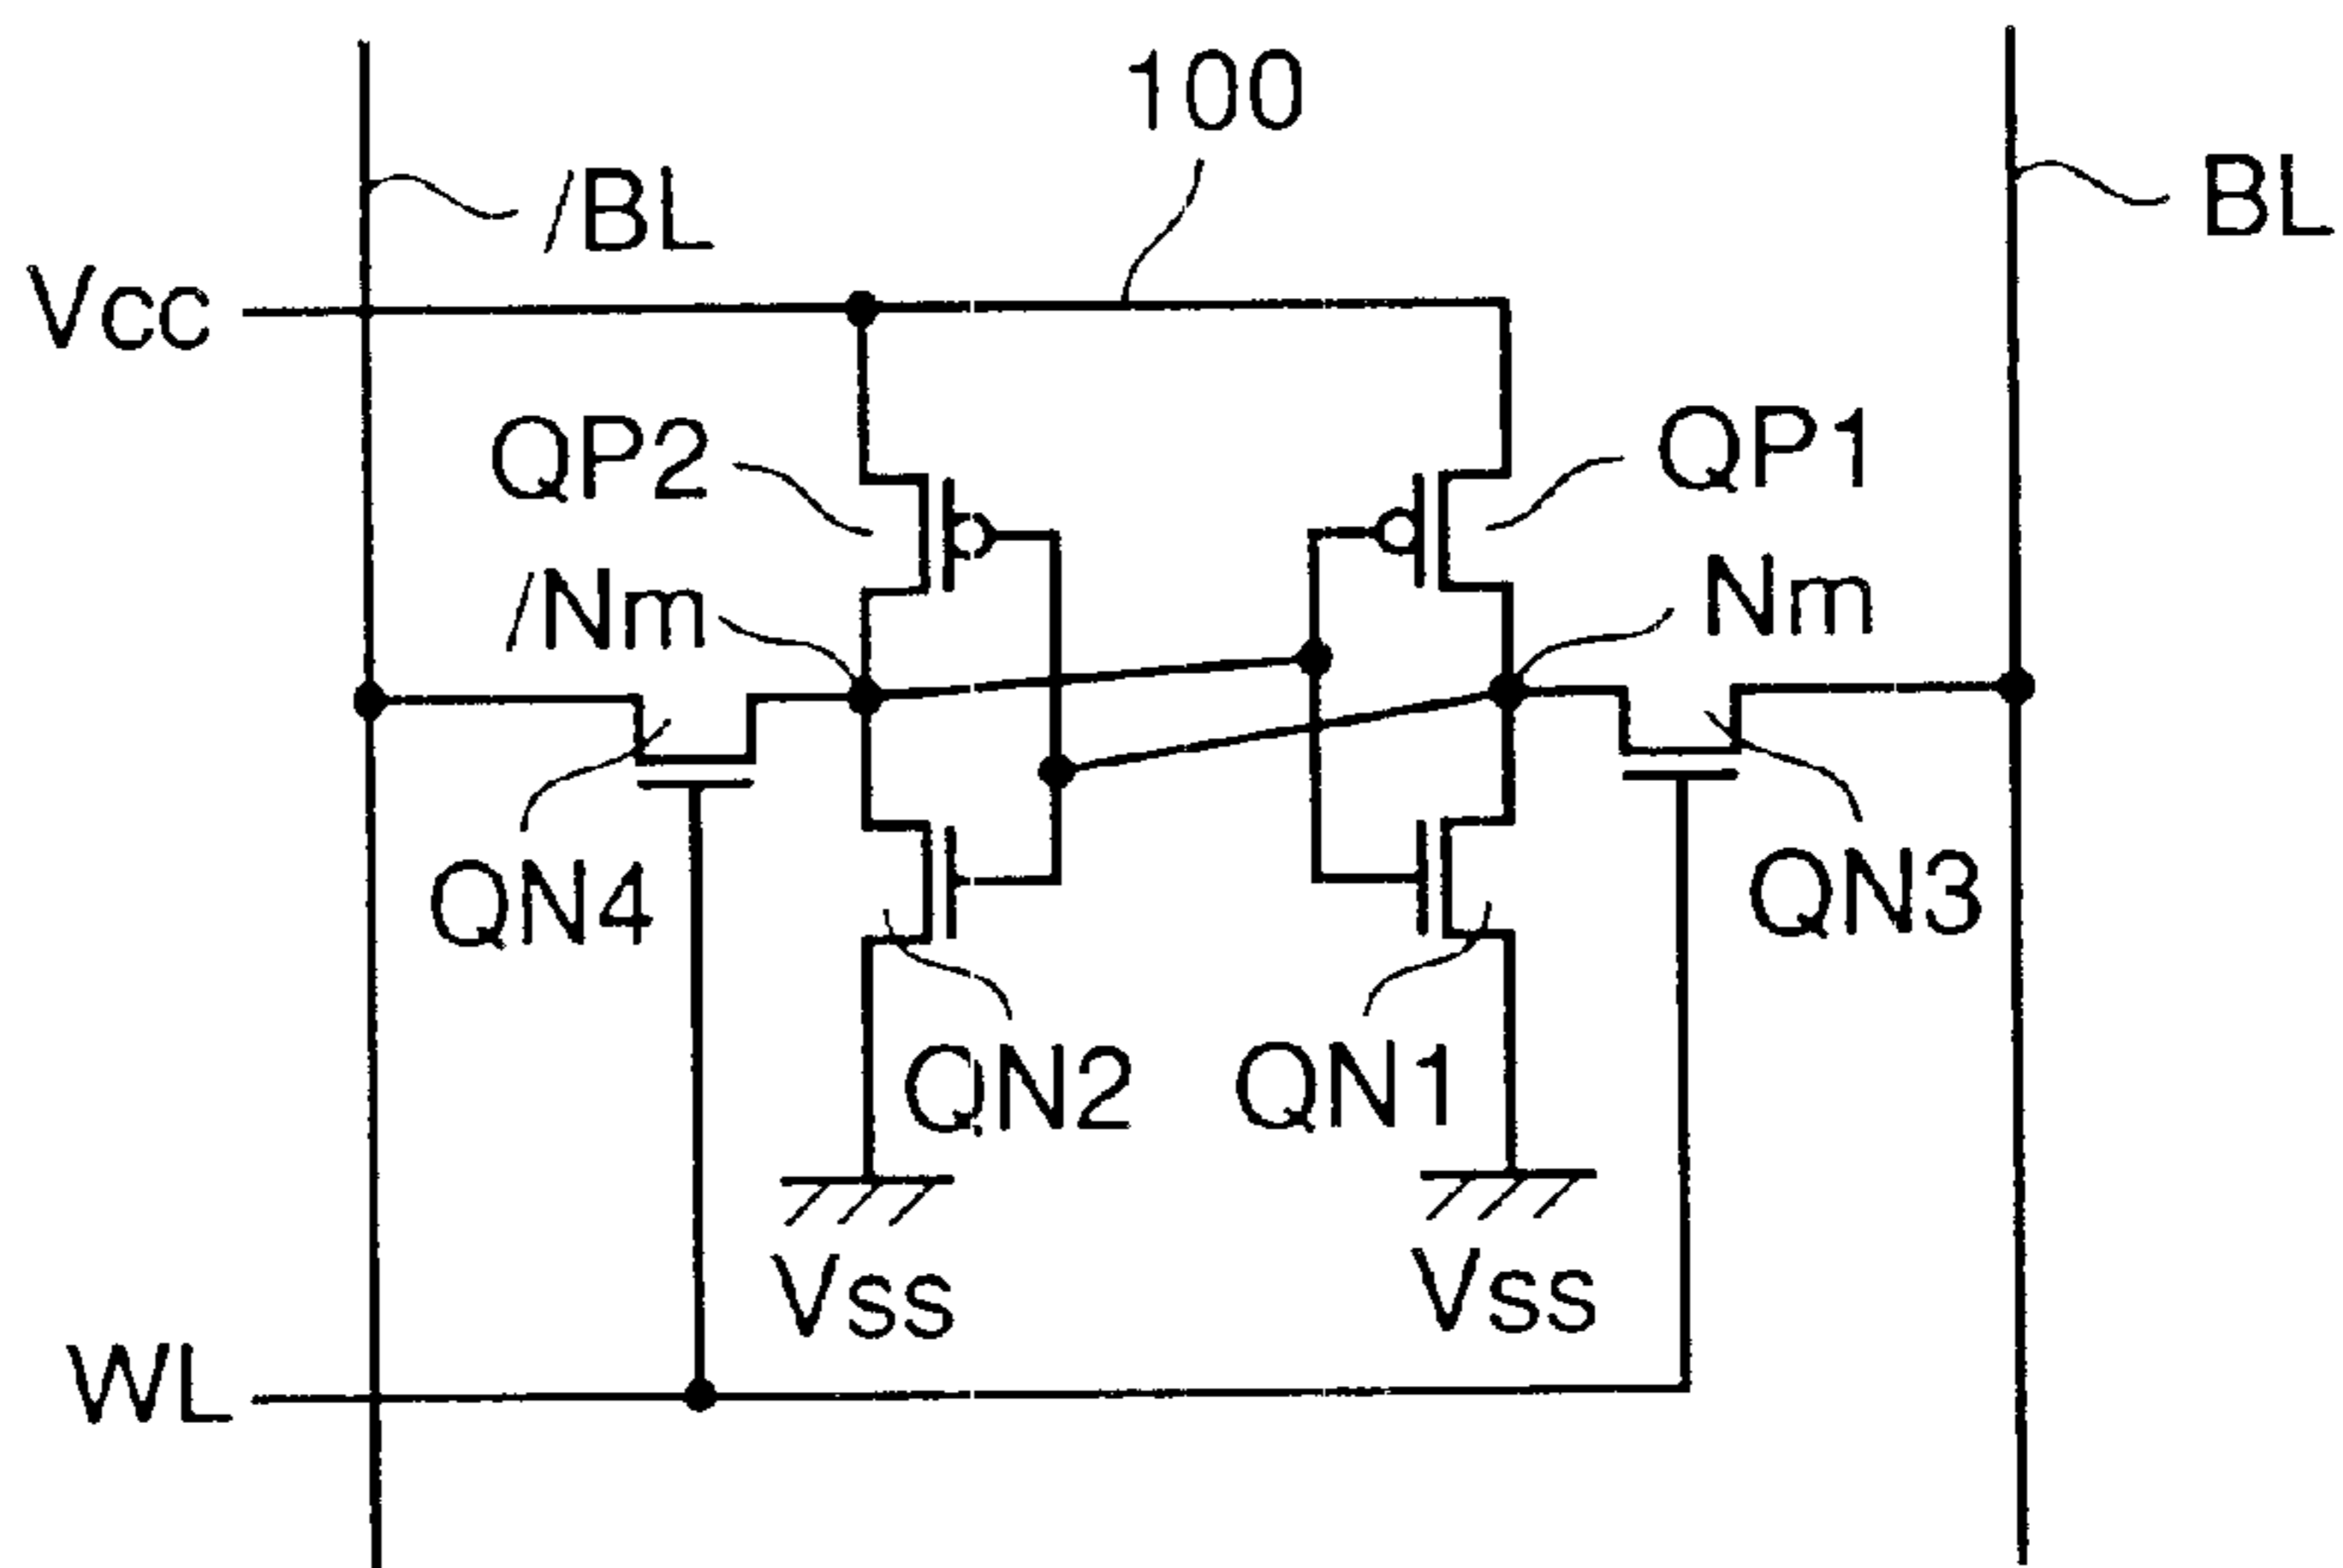 100
/BL
BL
Vcc
QP2
QP1
/Nm
Nm
QN4
QN3
QN2
QN1
Vss
Vss
WL